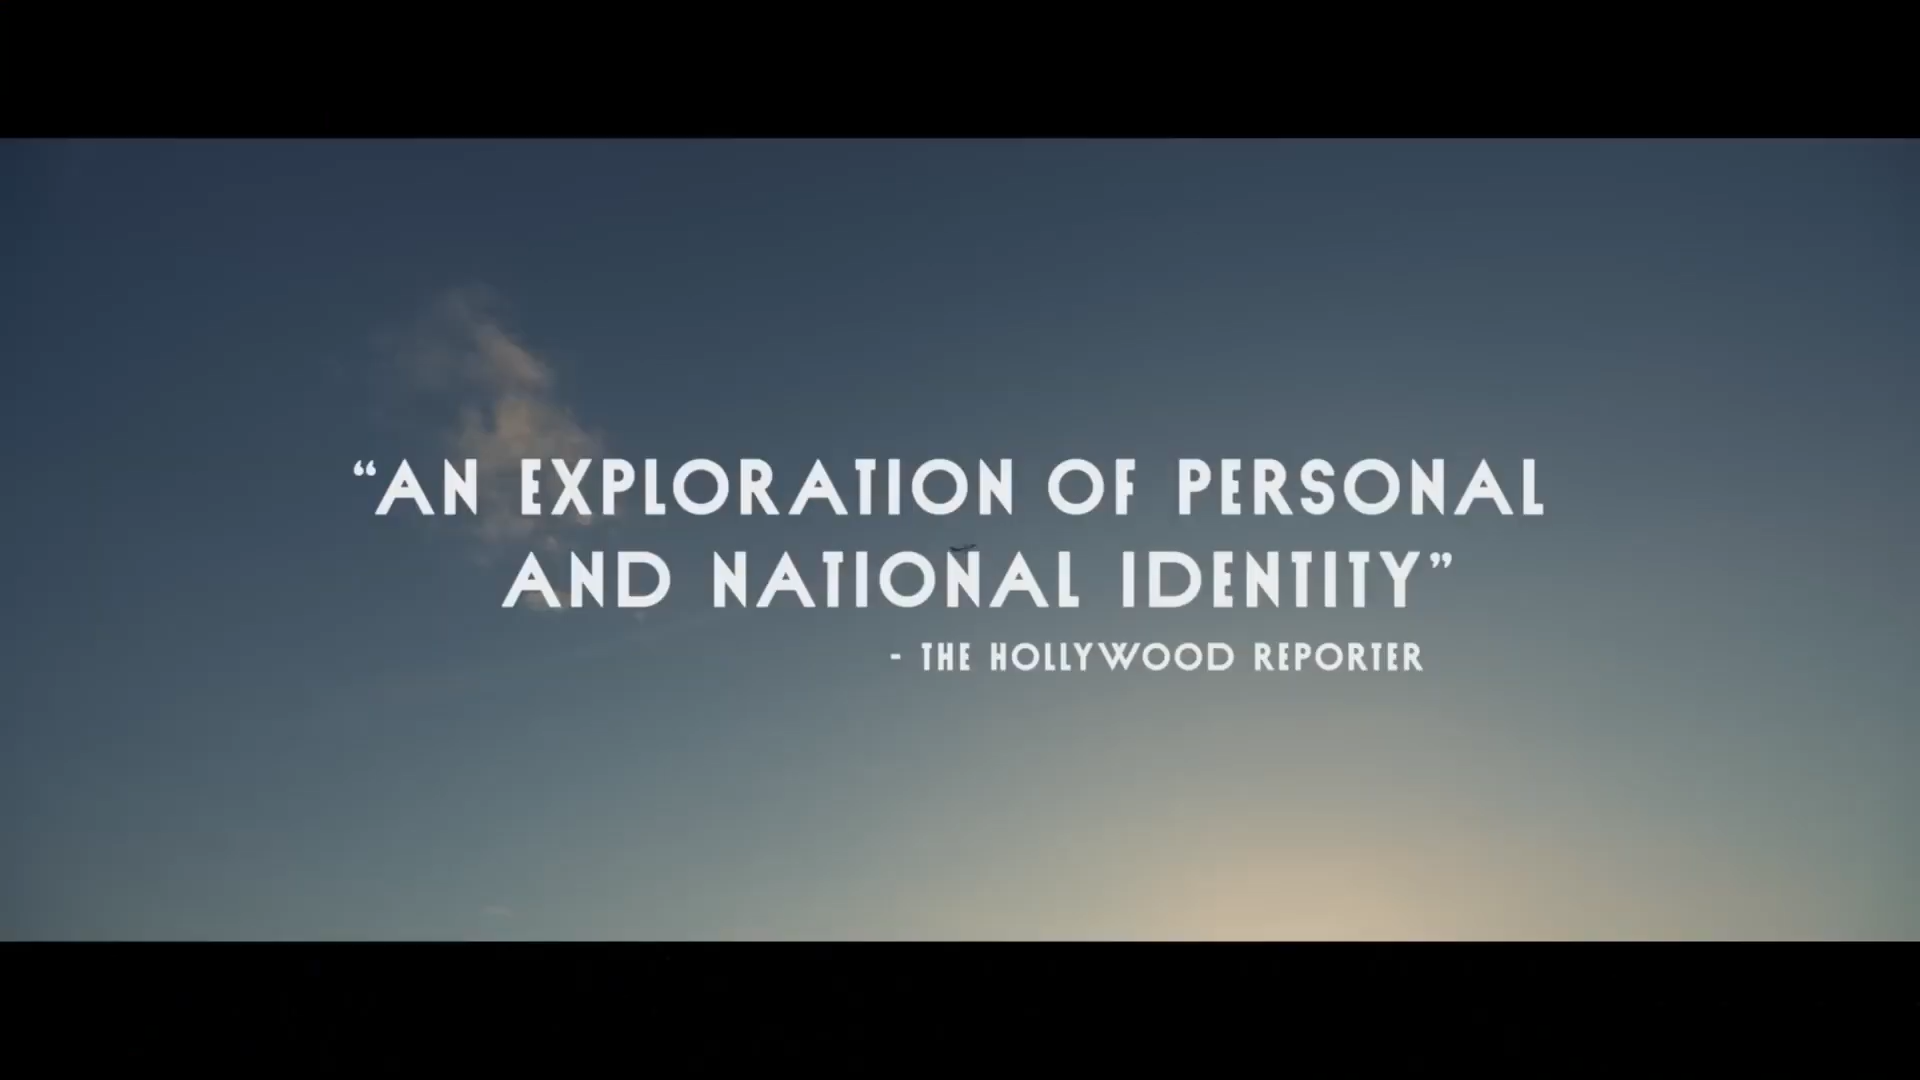 “AN EXPLORATION OF PERSONAL
AND NATIONAL IDENTITY”
- THE HOLLYWOOD REPORTER